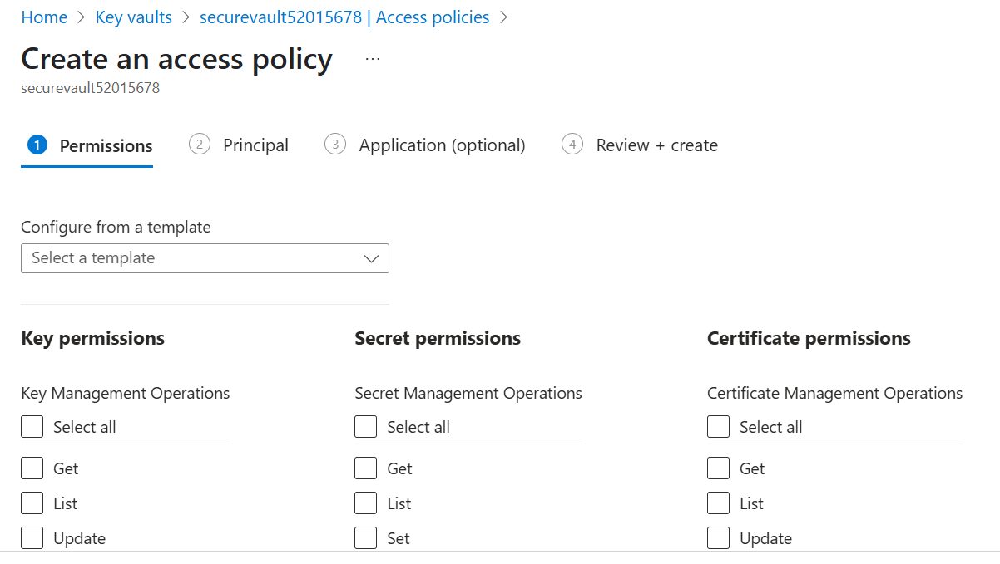 Home > Key vaults > securevault52015678 | Access policies >
Create an access policy ...
securevault52015678
1 Permissions 2 Principal 3 Application (optional) 4 Review + create
Configure from a template
Select a template
Key permissions Secret permissions Certificate permissions
Key Management Operations Secret Management Operations Certificate Management Operations
Select all Select all Select all
Get Get Get
List List List
Update Set Update